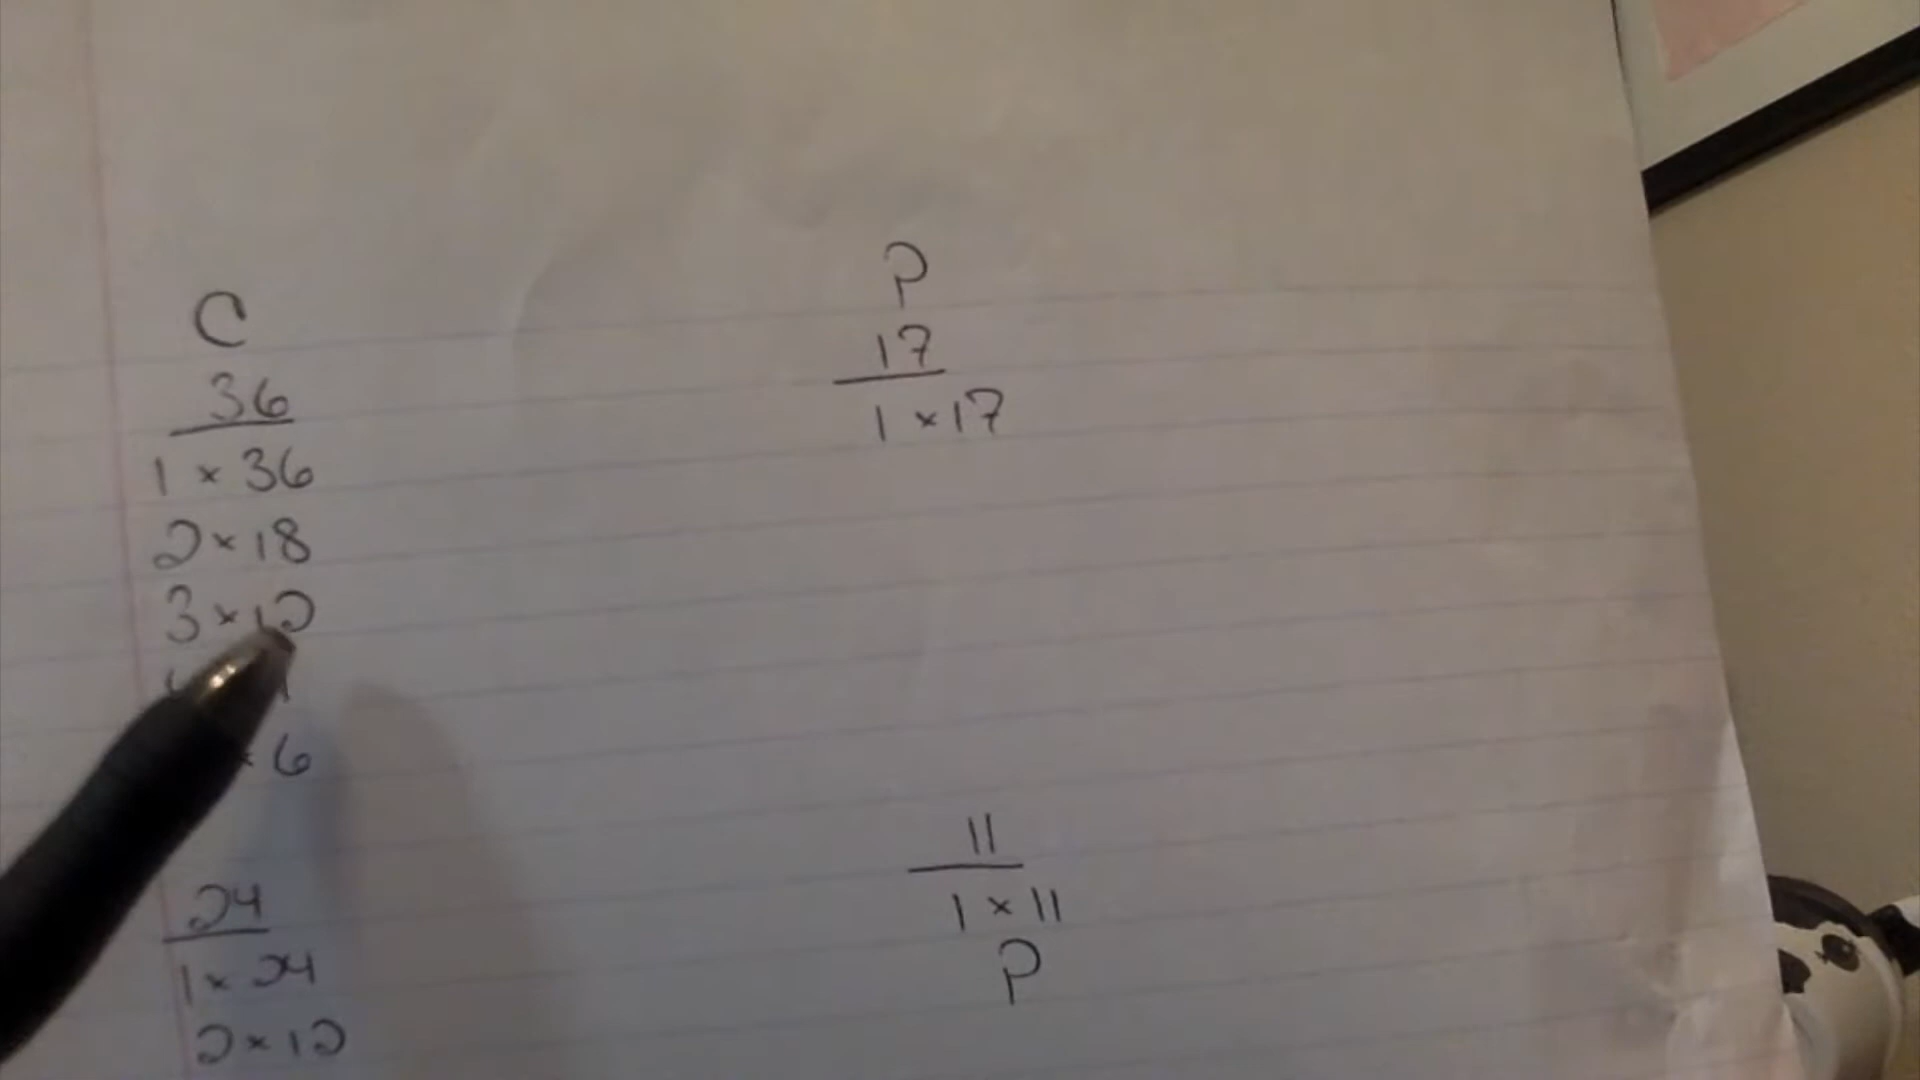 C
36
1 × 36
2 × 18
3 × 12
× 6
24
1 × 24
2 × 12
P
17
1 × 17
11
1 × 11
P